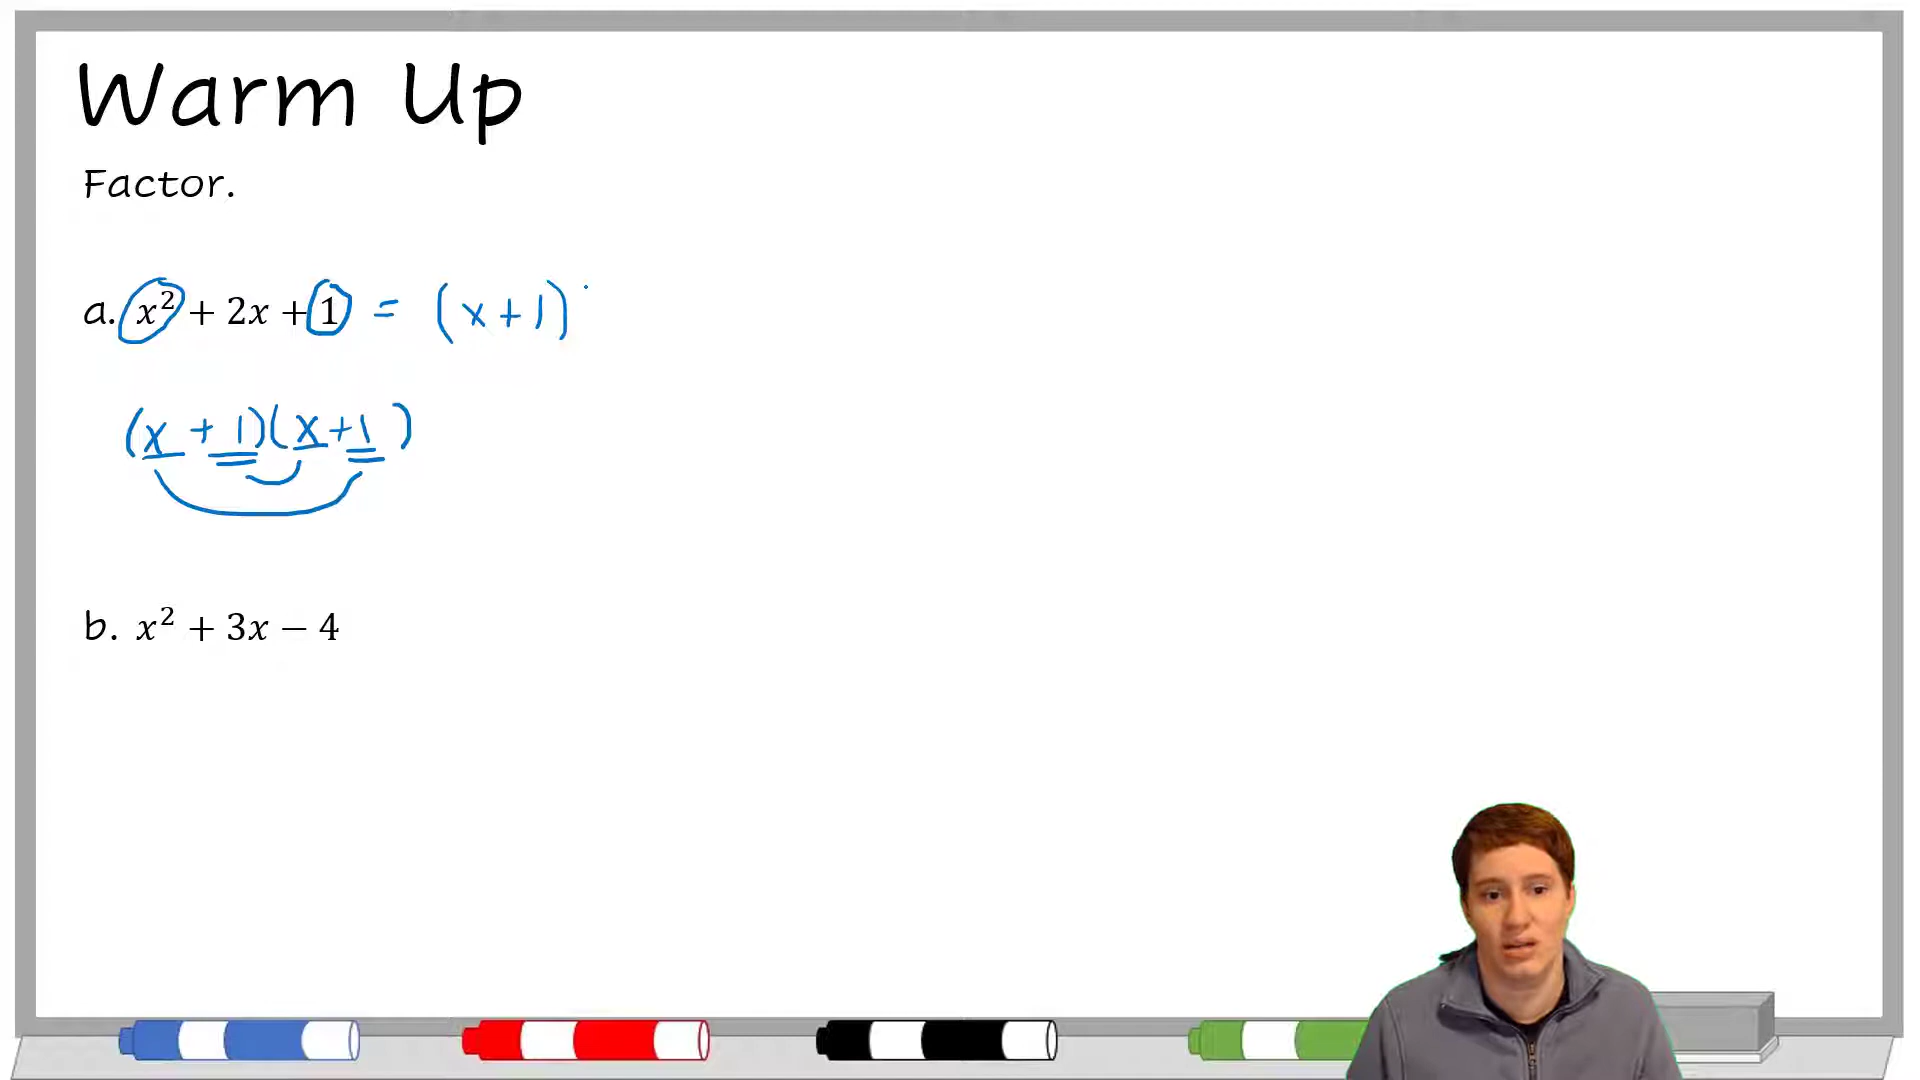 Warm Up
Factor.
a. x² + 2x + 1 = (x + 1)
(x + 1)(x + 1)
b. x² + 3x − 4